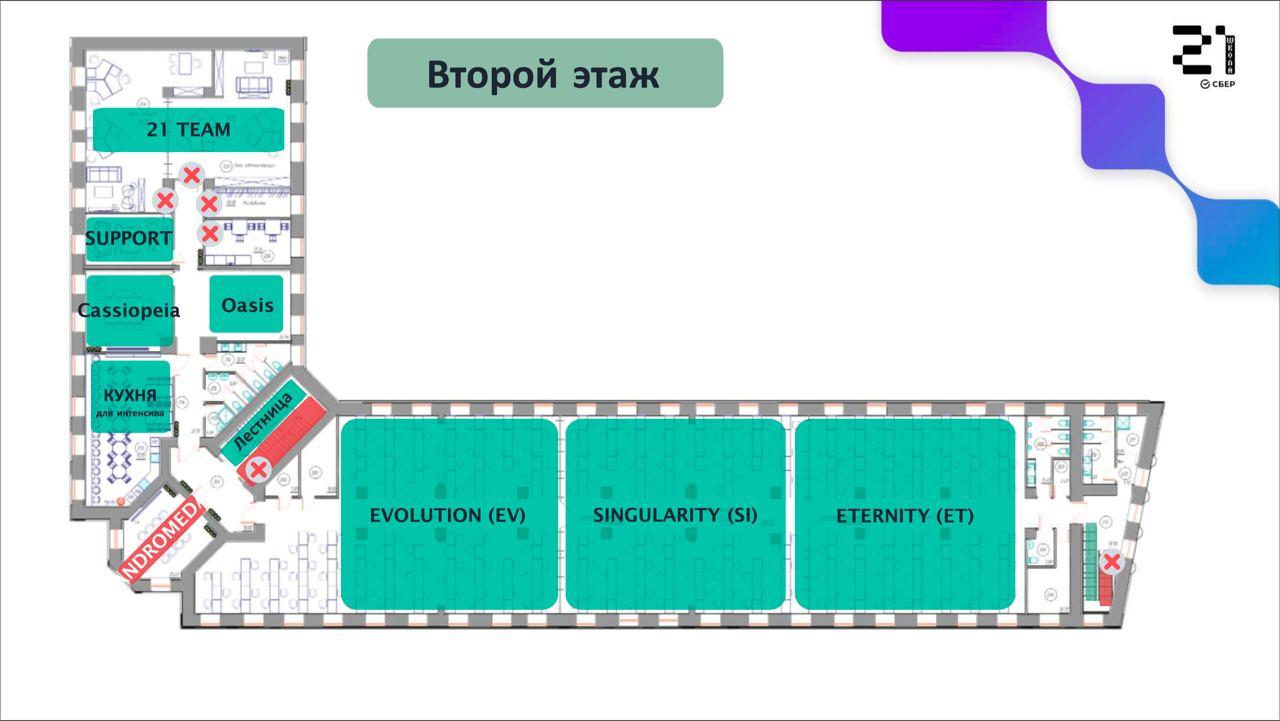 Второй этаж
21
ШКОЛА
СБЕР
21 TEAM
SUPPORT
Cassiopeia
Oasis
КУХНЯ
для интенсива
Лестница
NDROMED
EVOLUTION (EV)
SINGULARITY (SI)
ETERNITY (ET)